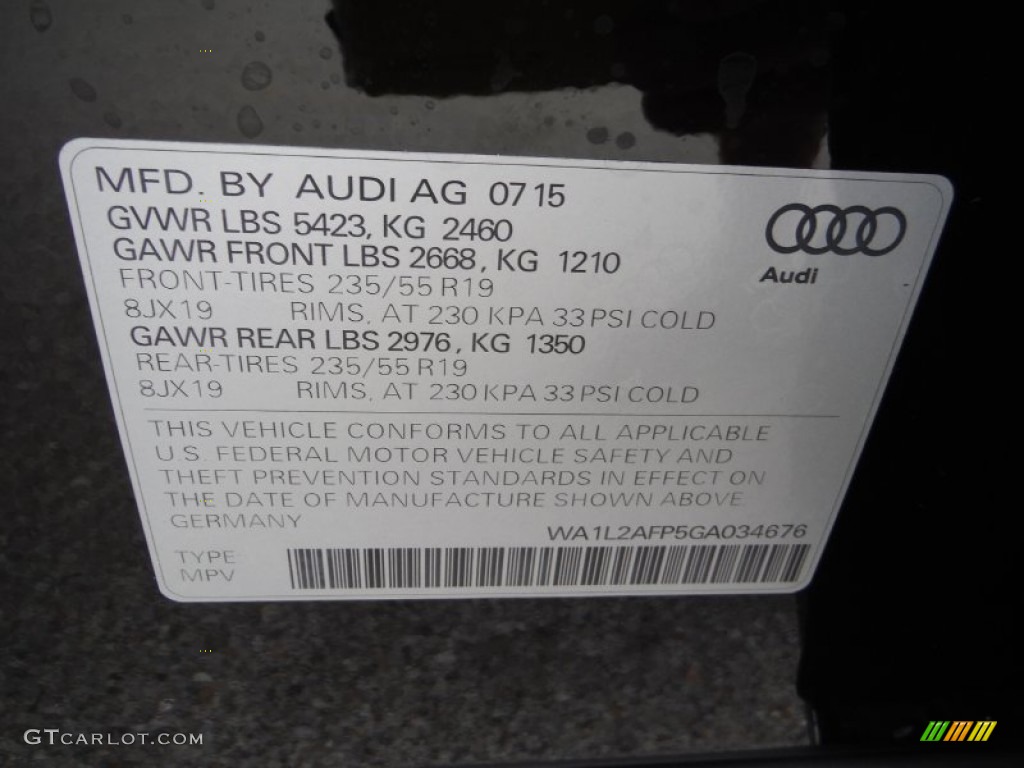 MFD. BY AUDI AG 0715
GVWR LBS 5423, KG 2460
GAWR FRONT LBS 2668, KG 1210
FRONT-TIRES 235/55 R19
8JX19 RIMS, AT 230 KPA 33 PSI COLD
GAWR REAR LBS 2976, KG 1350
REAR-TIRES 235/55 R19
8JX19 RIMS, AT 230 KPA 33 PSI COLD
Audi
THIS VEHICLE CONFORMS TO ALL APPLICABLE
U.S. FEDERAL MOTOR VEHICLE SAFETY AND
THEFT PREVENTION STANDARDS IN EFFECT ON
THE DATE OF MANUFACTURE SHOWN ABOVE.
GERMANY
WA1L2AFP5GA034676
TYPE
MPV
GTCARLOT.COM